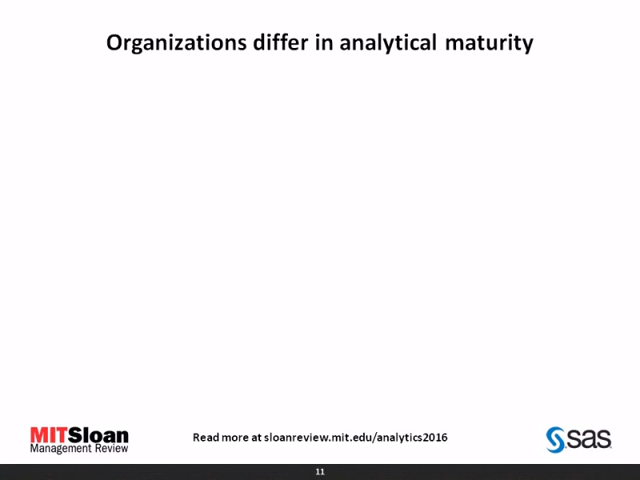 Organizations differ in analytical maturity
MITSloan
Management Review
Read more at sloanreview.mit.edu/analytics2016
sas
11